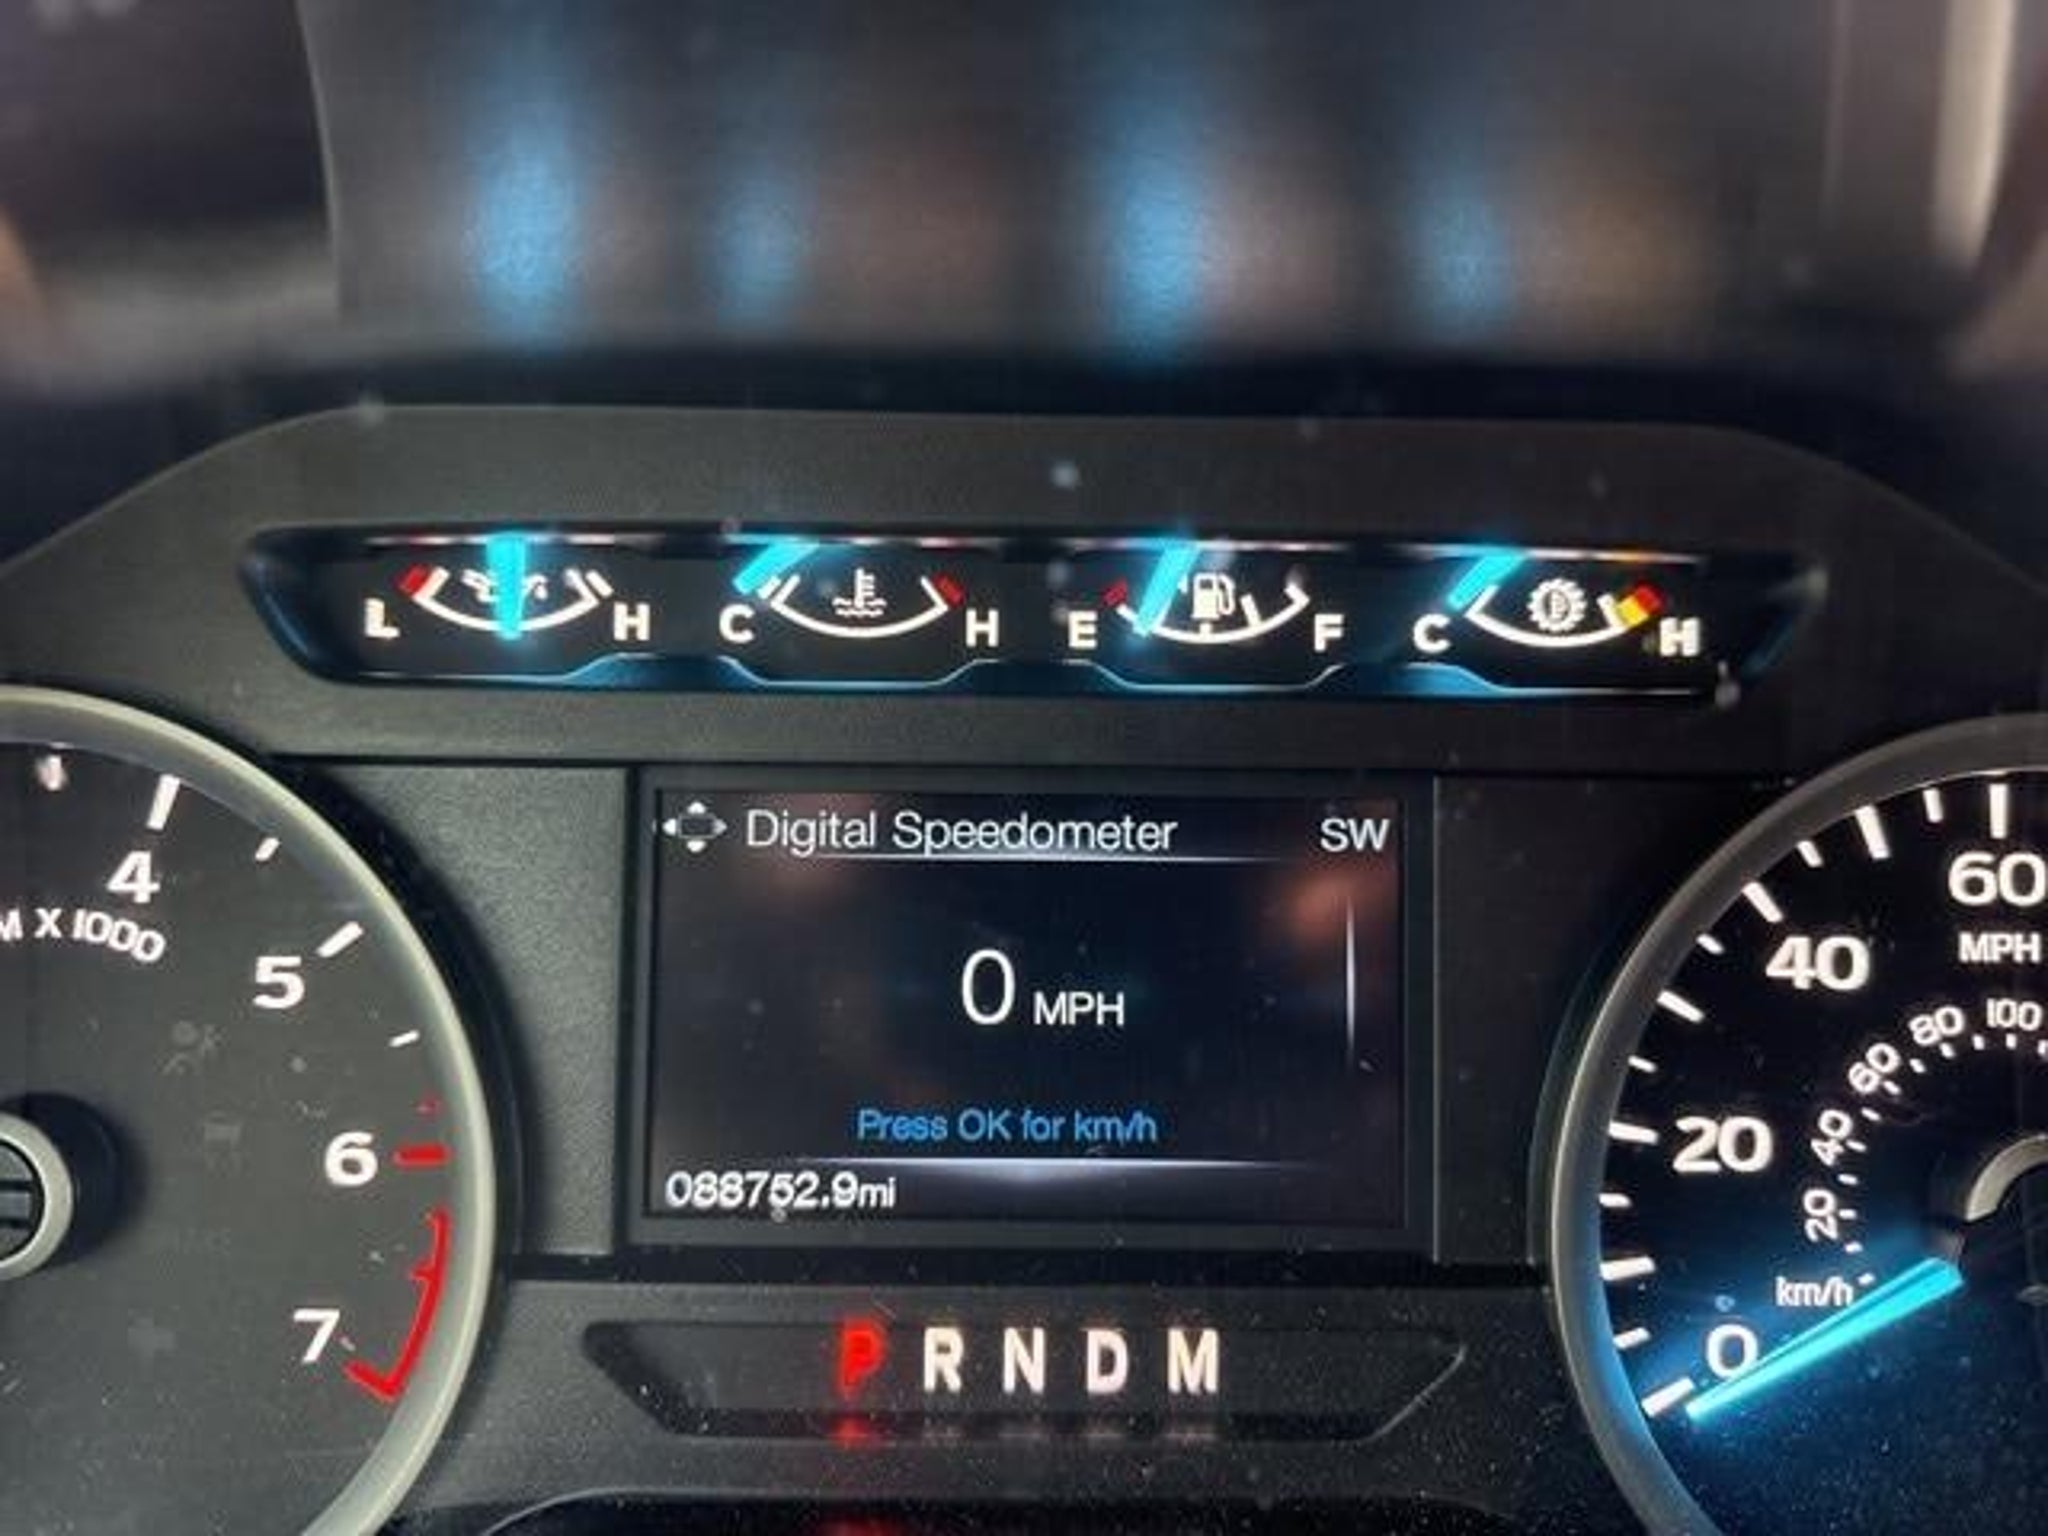 L H C H E F C H
Digital Speedometer SW
0 MPH
Press OK for km/h
088752.9mi
P R N D M
4
X 1000
5
6
7
60
MPH
40
20
0
100
80
60
40
20
km/h